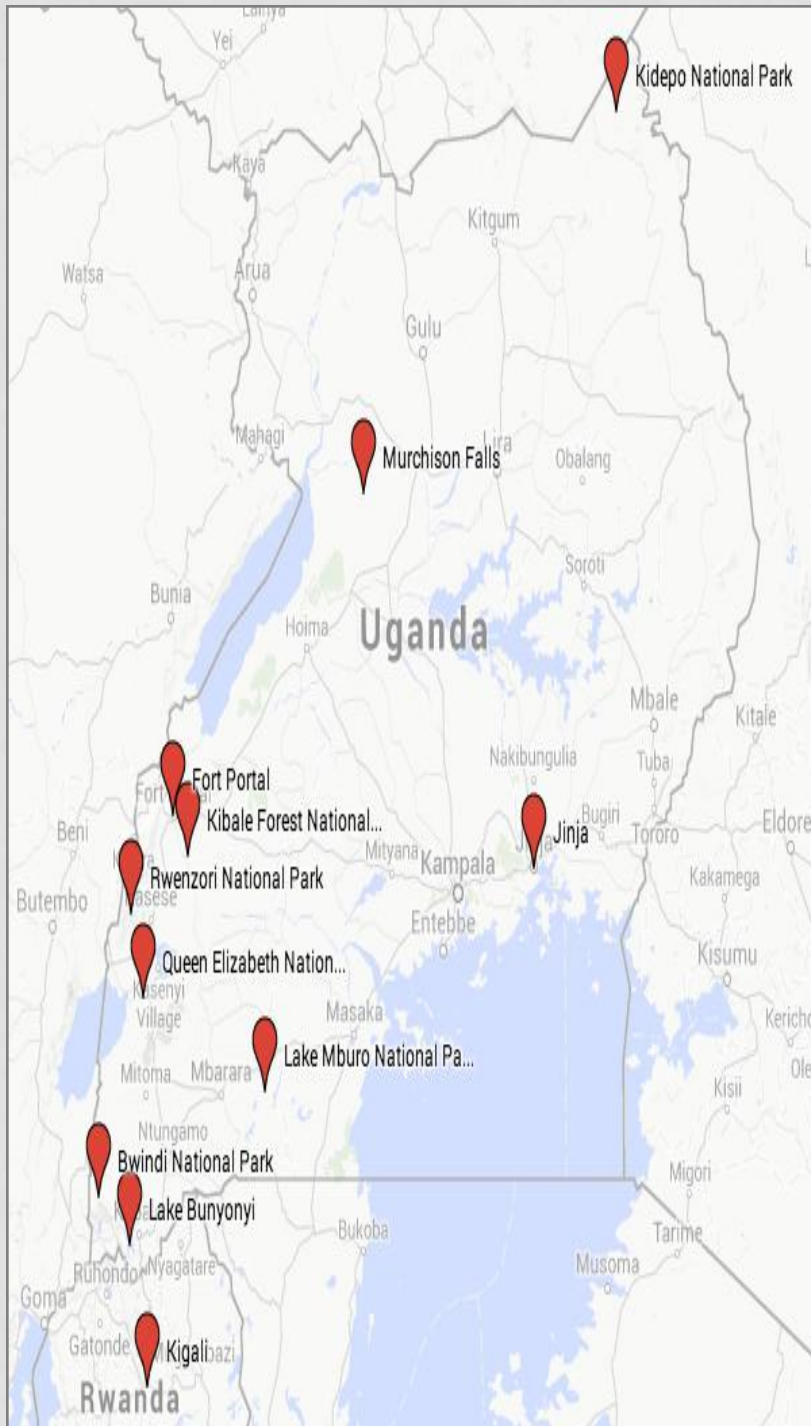 Yei
Kidepo National Park
Kaya
Kitgum
Watsa
Arua
Gulu
Mahagi
Murchison Falls
Lira
Obalang
Soroti
Bunia
Uganda
Hoima
Mbale
Kitale
Nakibungulia
Tuba
Fort Portal
Kibale Forest National...
Jinja
Bugiri
Tororo
Beni
Mityana
Kampala
Rwenzori National Park
Kakamega
Butembo
Entebbe
Queen Elizabeth Nation...
Kisumu
Kasenyi
Village
Masaka
Lake Mburo National Pa...
Mitoma
Mbarara
Kisii
Ntungamo
Bwindi National Park
Migori
Lake Bunyonyi
Bukoba
Tarime
Ruhondo
Nyagatare
Musoma
Goma
Gatonde
Kigali
Rwanda